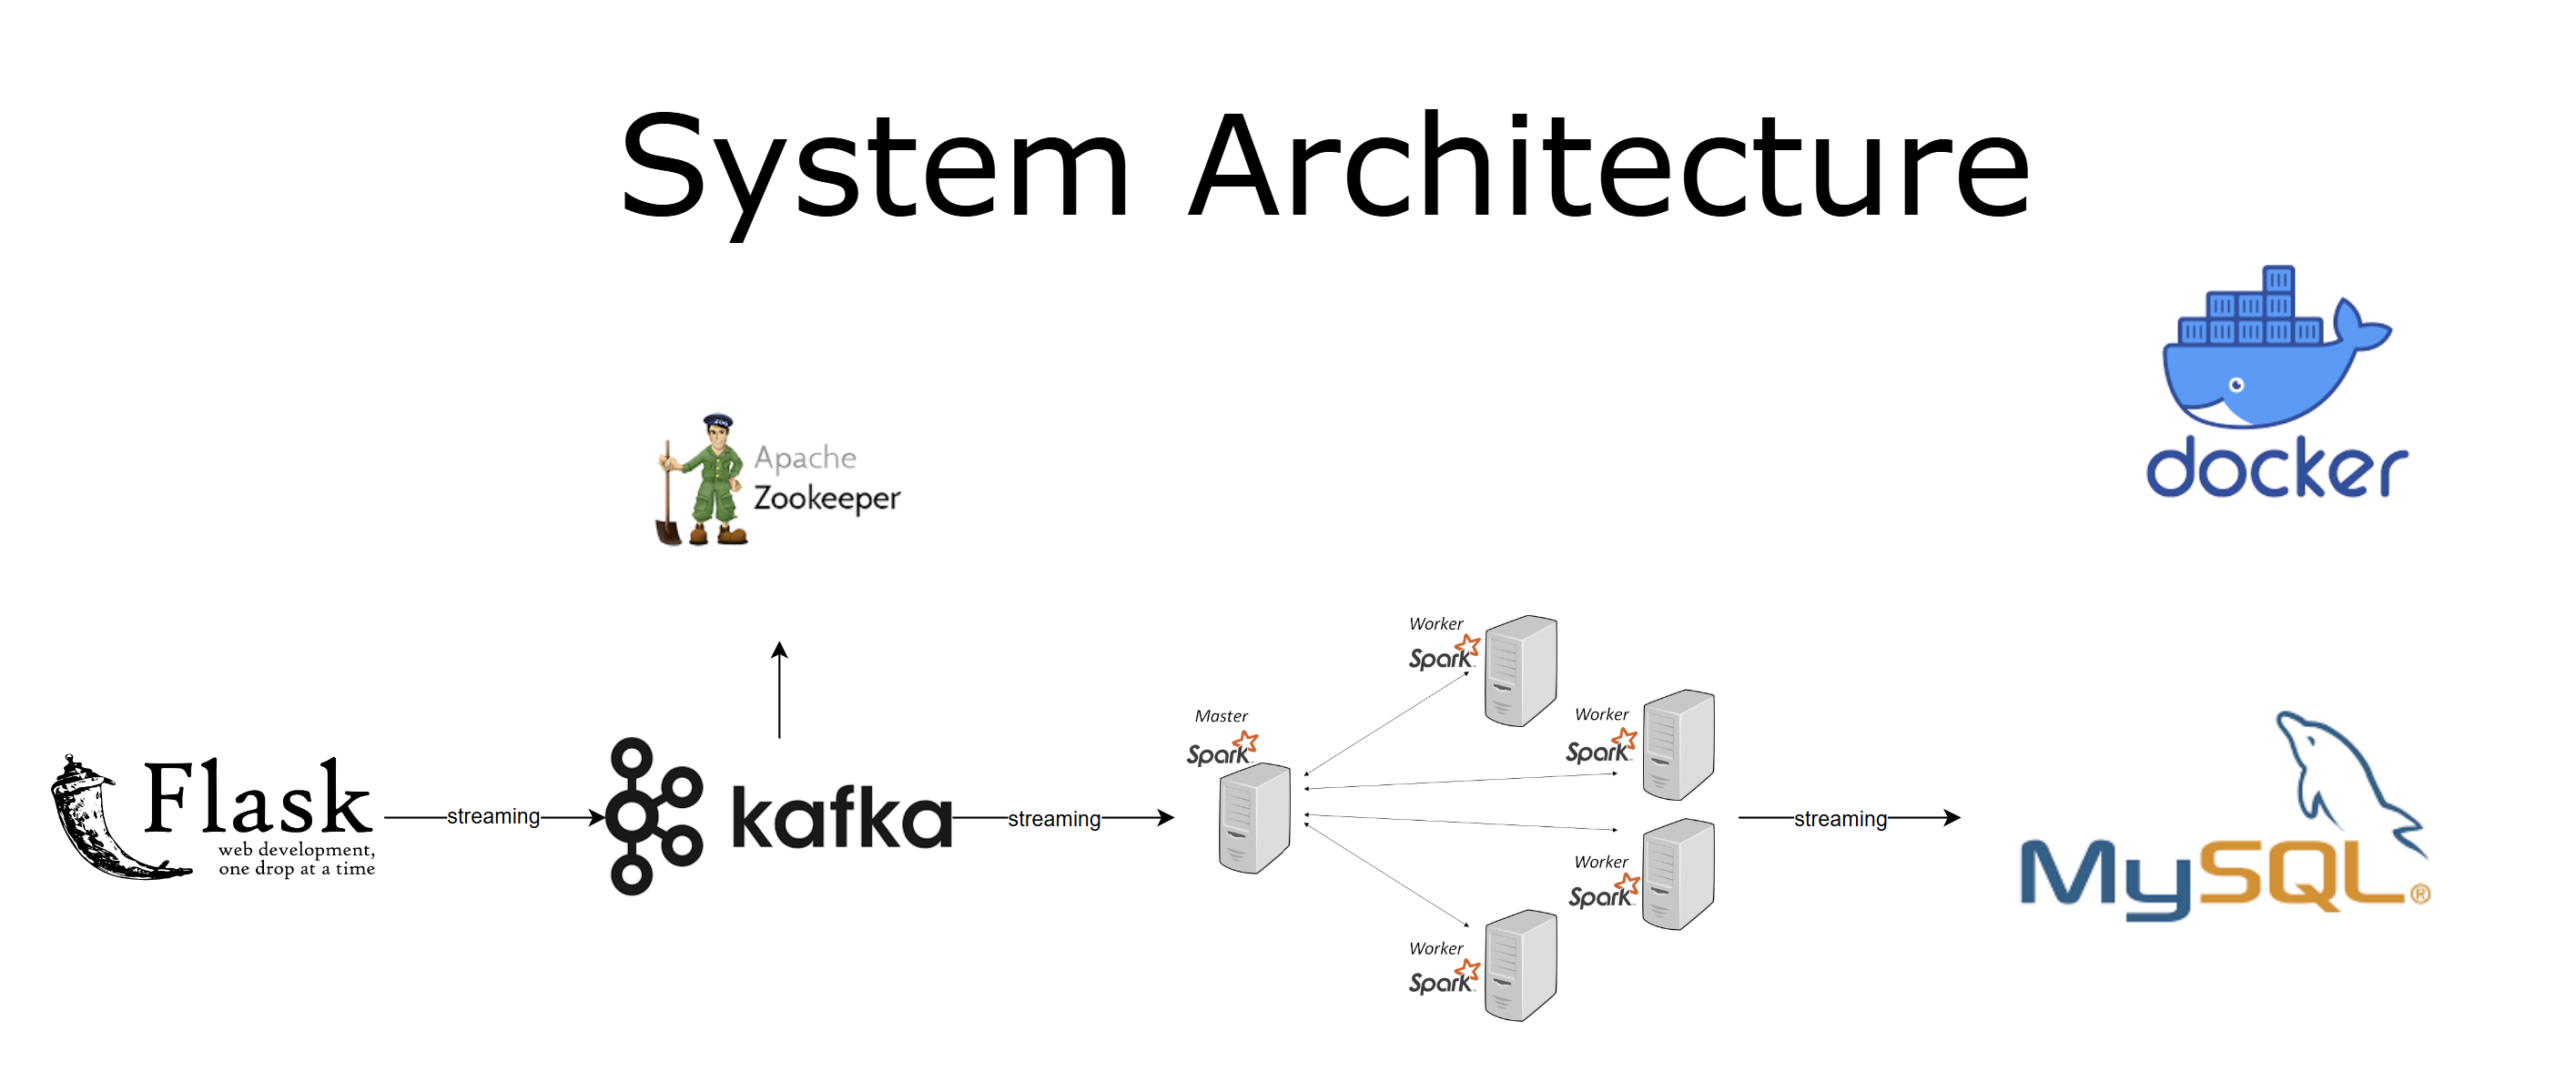 System Architecture
docker
Apache
Zookeeper
Worker
Spark
Master
Spark
Worker
Spark
Flask
web development,
one drop at a time
streaming
kafka
streaming
streaming
MySQL®
Worker
Spark
Worker
Spark